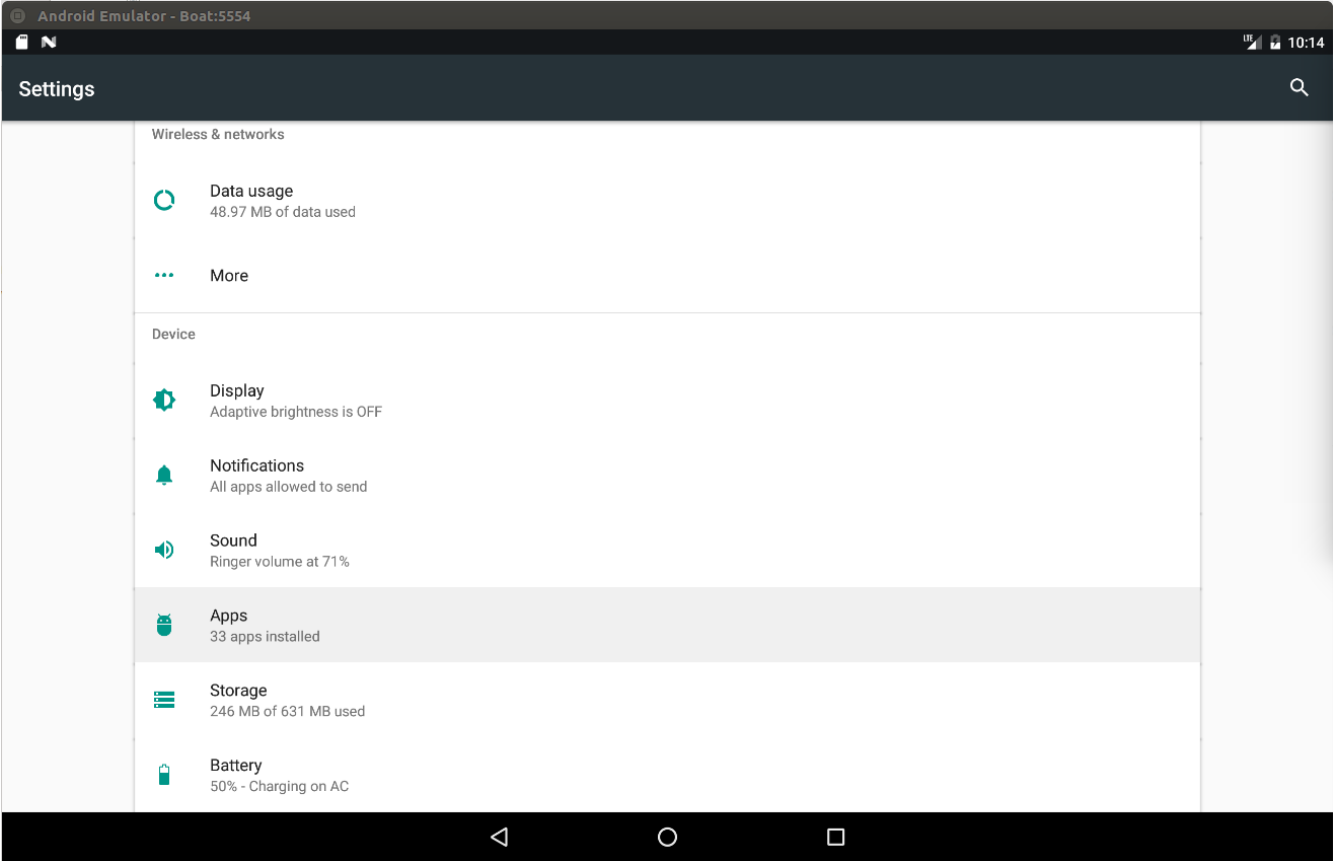 Android Emulator - Boat:5554
LTE 10:14
Settings
Wireless & networks
Data usage
48.97 MB of data used
More
Device
Display
Adaptive brightness is OFF
Notifications
All apps allowed to send
Sound
Ringer volume at 71%
Apps
33 apps installed
Storage
246 MB of 631 MB used
Battery
50% - Charging on AC